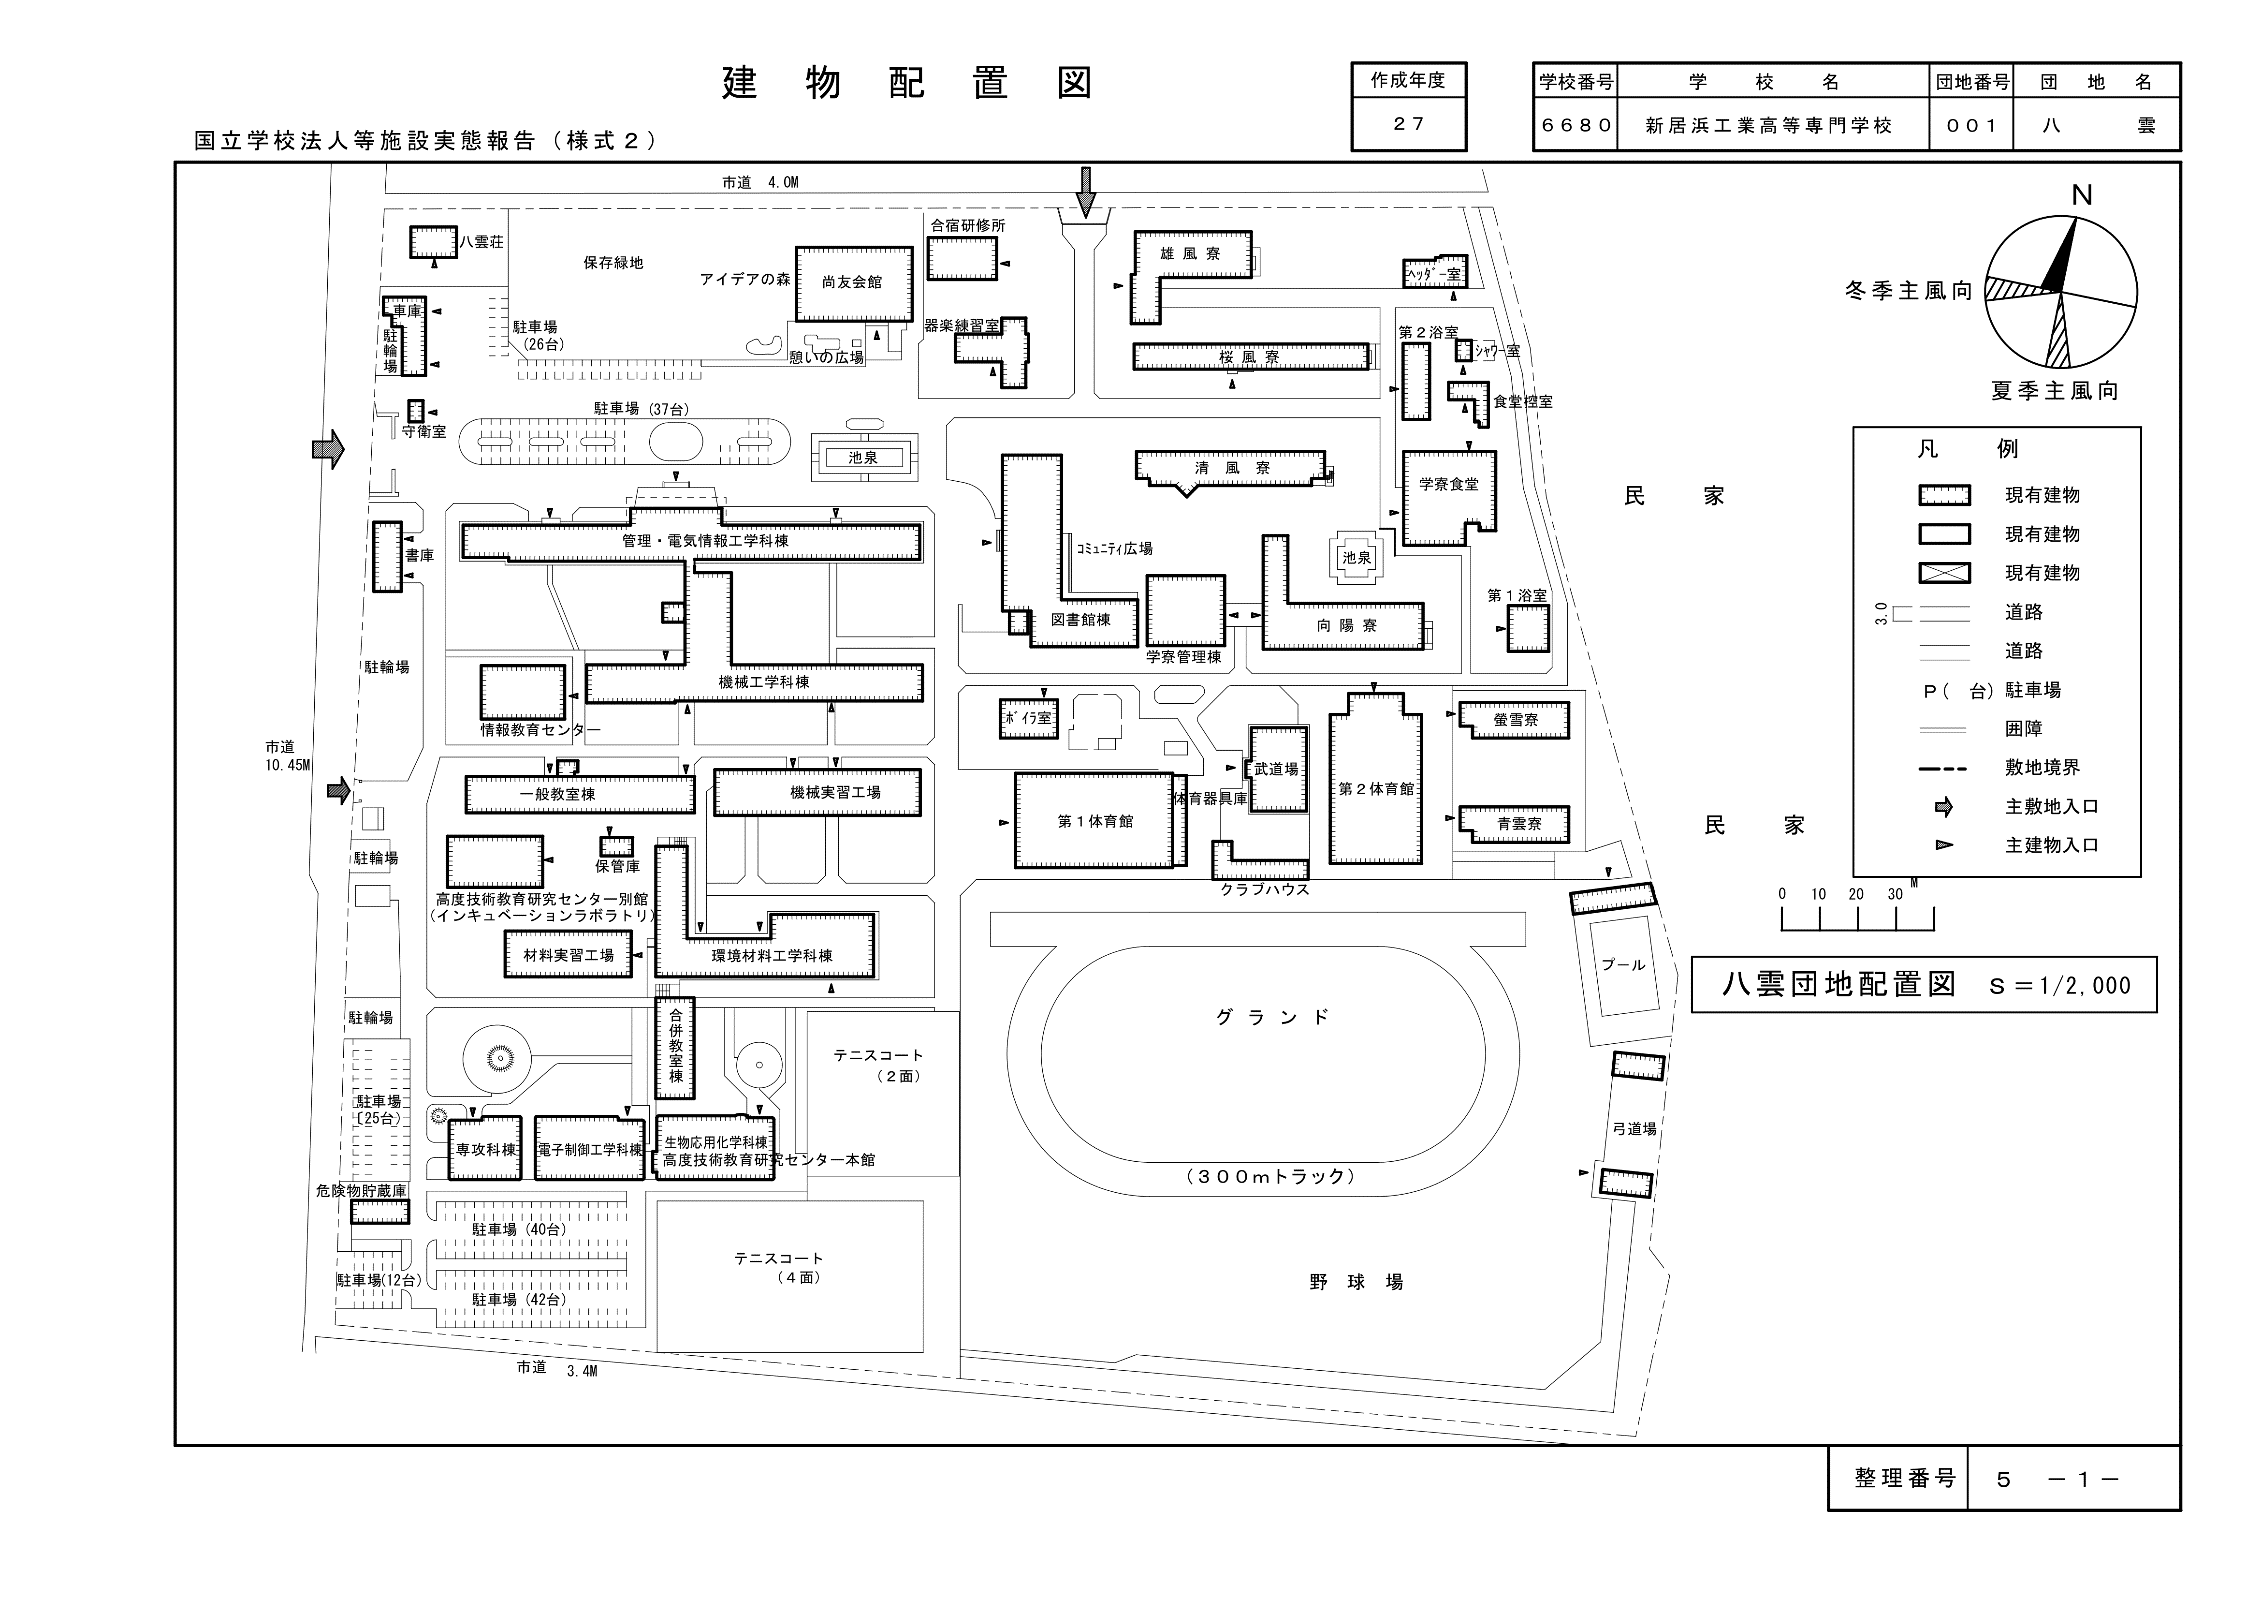 建物配置図
国立学校法人等施設実態報告（様式２）
作成年度
２７
学校番号 学校名 団地番号 団地名
６６８０ 新居浜工業高等専門学校 ００１ 八雲
市道 4.0M
N
冬季主風向
夏季主風向
八雲荘
保存緑地
アイデアの森
尚友会館
合宿研修所
雄風寮
ﾍｯﾀﾞｰ室
車庫
駐輪場
駐車場
(26台)
憩いの広場
器楽練習室
桜風寮
第２浴室
ｼｬﾜｰ室
食堂控室
守衛室
駐車場 (37台)
池泉
清風寮
学寮食堂
管理・電気情報工学科棟
書庫
ｺﾐｭﾆﾃｨ広場
池泉
図書館棟
学寮管理棟
向陽寮
第１浴室
駐輪場
機械工学科棟
情報教育センター
ﾎﾞｲﾗ室
武道場
体育器具庫
第２体育館
螢雪寮
青雲寮
市道
10.45M
一般教室棟
機械実習工場
第１体育館
クラブハウス
駐輪場
保管庫
高度技術教育研究センター別館
（インキュベーションラボラトリ）
材料実習工場
環境材料工学科棟
駐輪場
合併教室棟
テニスコート
（２面）
グランド
プール
弓道場
駐車場
(25台)
専攻科棟
電子制御工学科棟
生物応用化学科棟
高度技術教育研究センター本館
（３００ｍトラック）
危険物貯蔵庫
駐車場 (40台)
駐車場(12台)
駐車場 (42台)
テニスコート
（４面）
野球場
市道 3.4M
民家
民家
凡例
現有建物
現有建物
現有建物
3.0 道路
道路
Ｐ（ 台）駐車場
囲障
敷地境界
主敷地入口
主建物入口
0 10 20 30 M
八雲団地配置図 Ｓ＝1/2,000
整理番号 ５ －１－